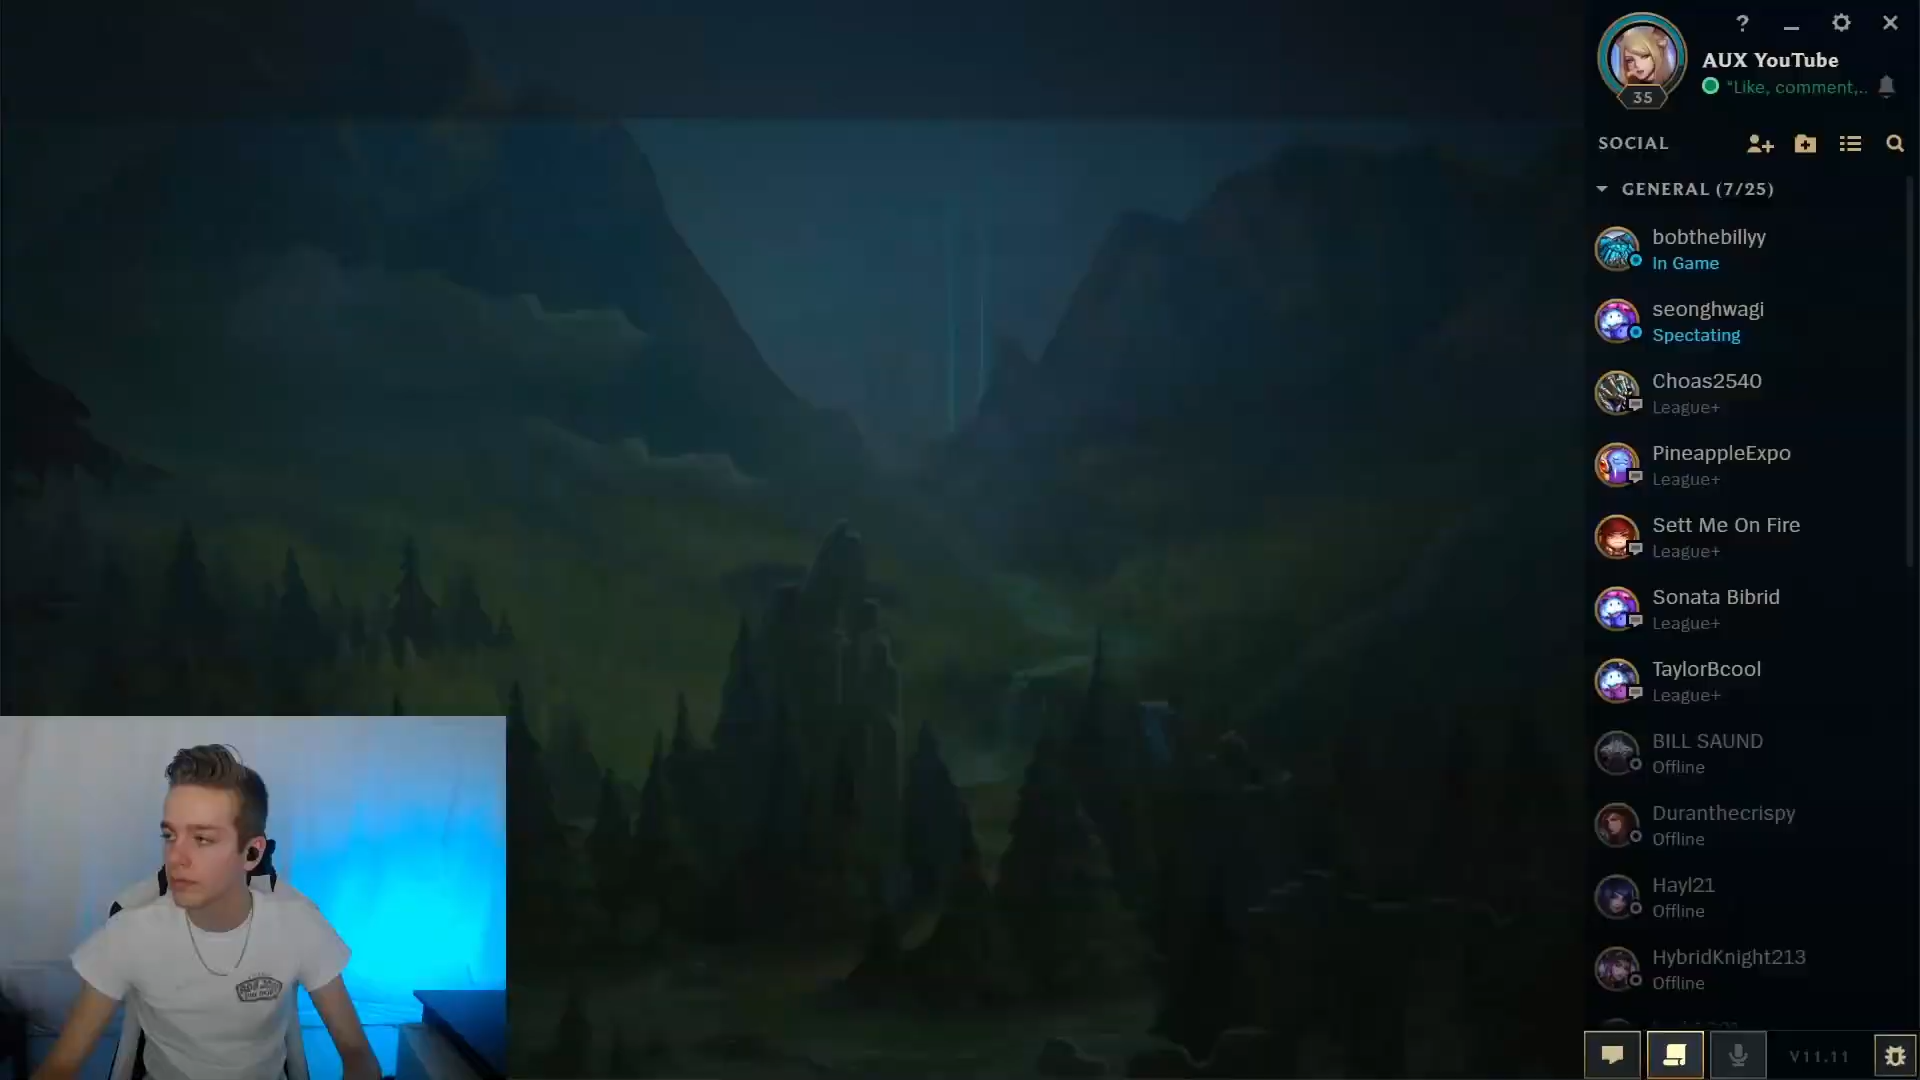 ?
AUX YouTube
35
"Like, comment,..
SOCIAL
GENERAL (7/25)
bobthebillyy
In Game
seonghwagi
Spectating
Choas2540
League+
PineappleExpo
League+
Sett Me On Fire
League+
Sonata Bibrid
League+
TaylorBcool
League+
BILL SAUND
Offline
Duranthecrispy
Offline
Hayl21
Offline
HybridKnight213
Offline
V11.11